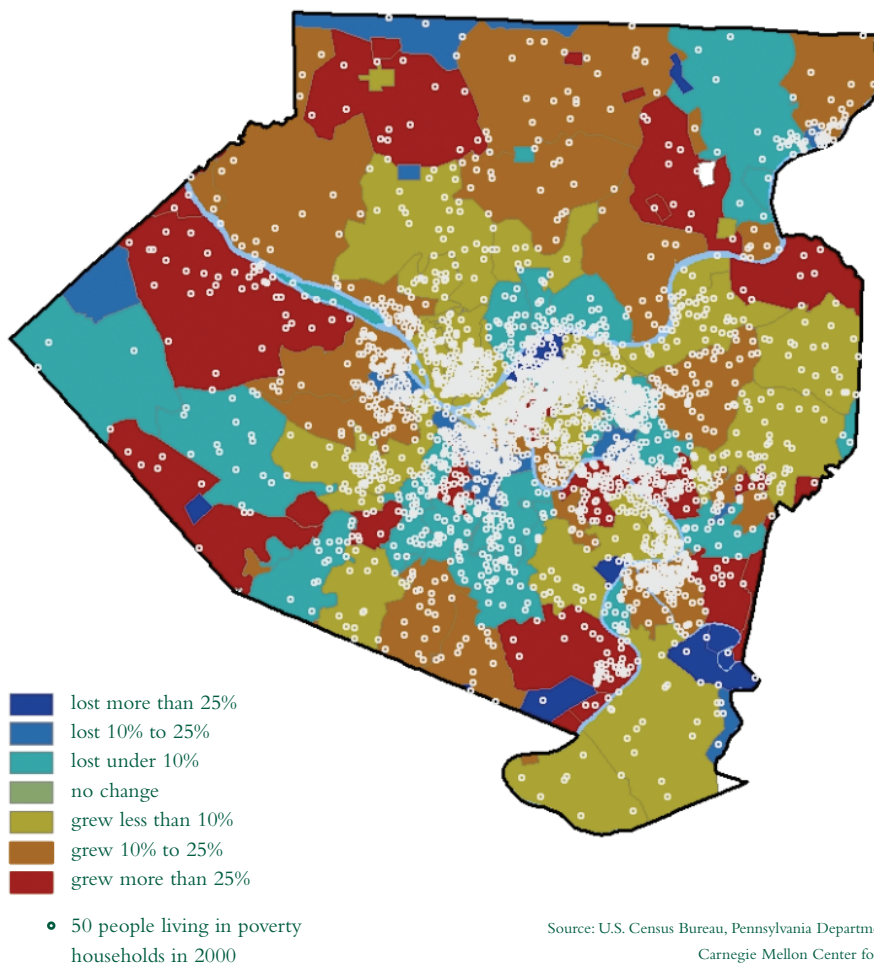 lost more than 25%
lost 10% to 25%
lost under 10%
no change
grew less than 10%
grew 10% to 25%
grew more than 25%
50 people living in poverty
households in 2000
Source: U.S. Census Bureau, Pennsylvania Departme
Carnegie Mellon Center fo